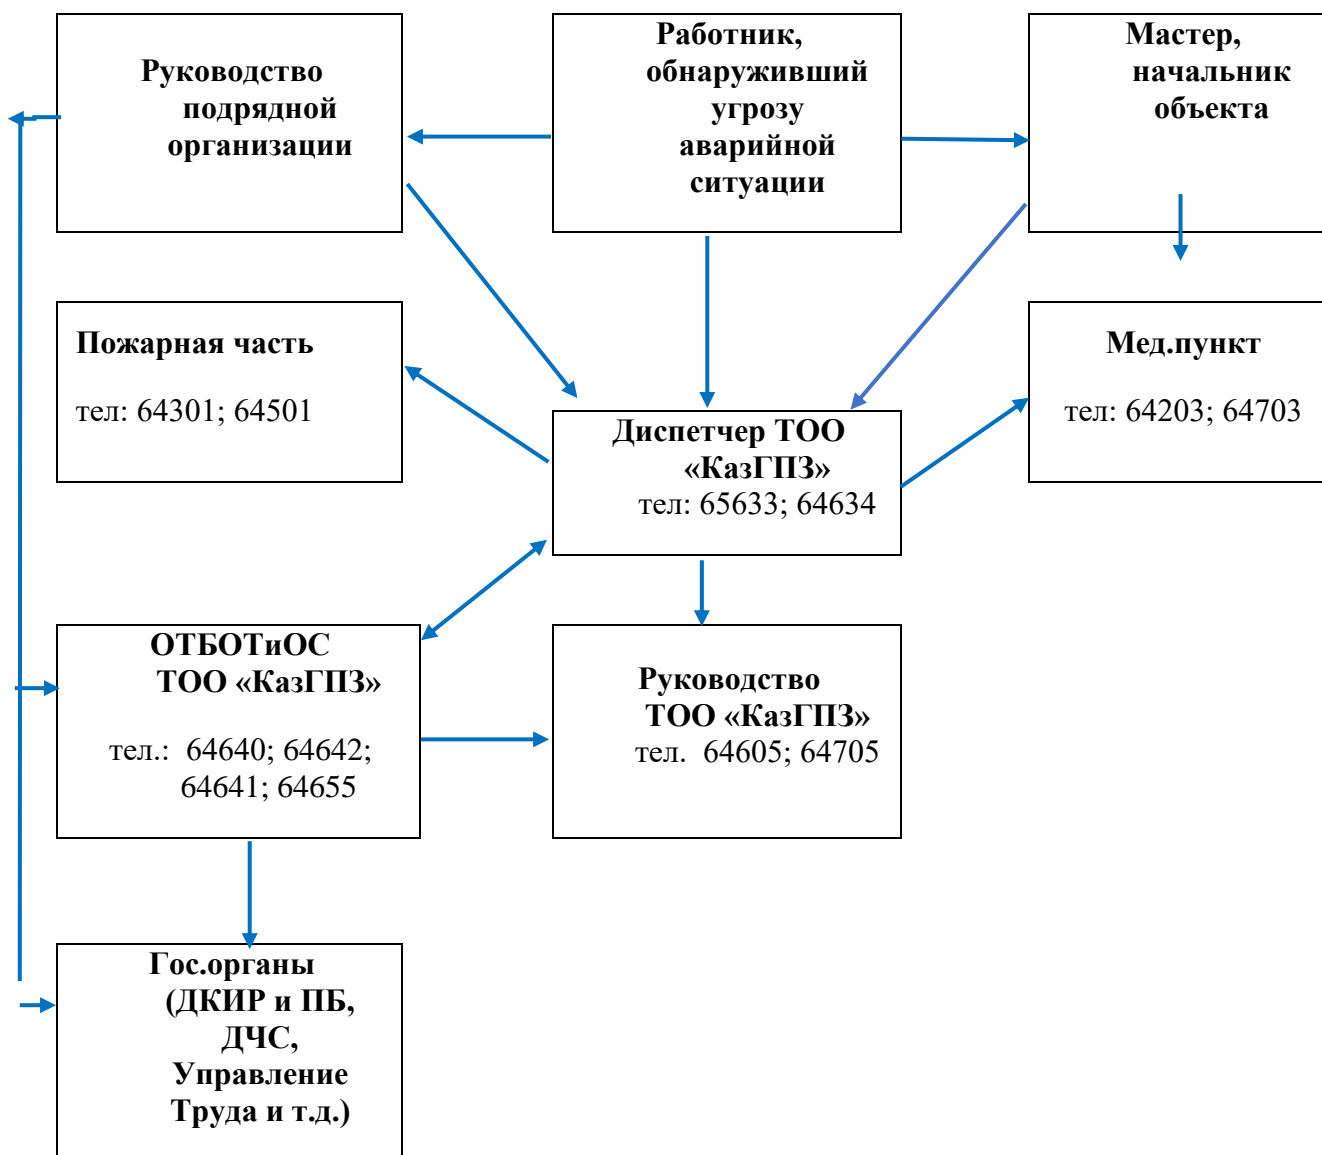 Руководство
подрядной
организации
Работник,
обнаруживший
угрозу
аварийной
ситуации
Мастер,
начальник
объекта
Пожарная часть
тел: 64301; 64501
Мед.пункт
тел: 64203; 64703
Диспетчер ТОО
«КазГПЗ»
тел: 65633; 64634
ОТБОТиОС
ТОО «КазГПЗ»
тел.: 64640; 64642;
64641; 64655
Руководство
ТОО «КазГПЗ»
тел. 64605; 64705
Гос.органы
(ДКИР и ПБ,
ДЧС,
Управление
Труда и т.д.)